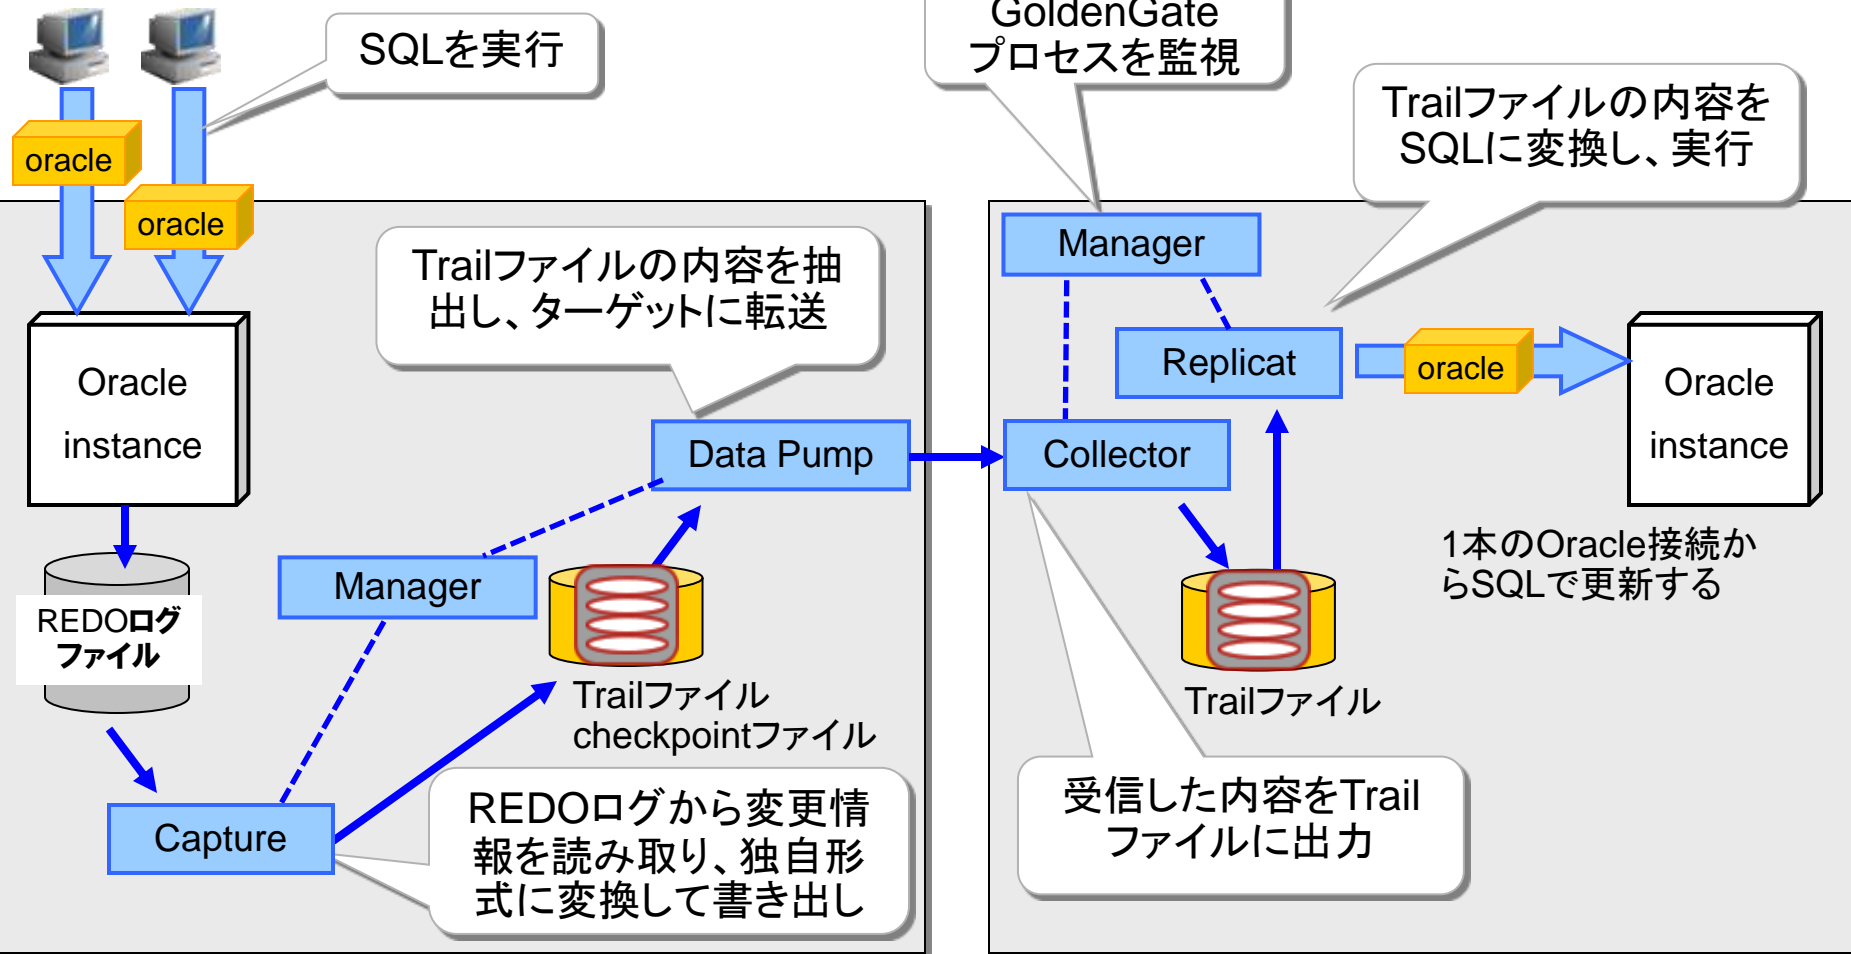 SQLを実行
GoldenGate
プロセスを監視
Trailファイルの内容を
SQLに変換し、実行
oracle
oracle
Trailファイルの内容を抽
出し、ターゲットに転送
Manager
Replicat
oracle
Oracle
instance
Oracle
instance
Data Pump
Collector
1本のOracle接続か
らSQLで更新する
Manager
REDOログ
ファイル
Trailファイル
checkpointファイル
Trailファイル
Capture
REDOログから変更情
報を読み取り、独自形
式に変換して書き出し
受信した内容をTrail
ファイルに出力